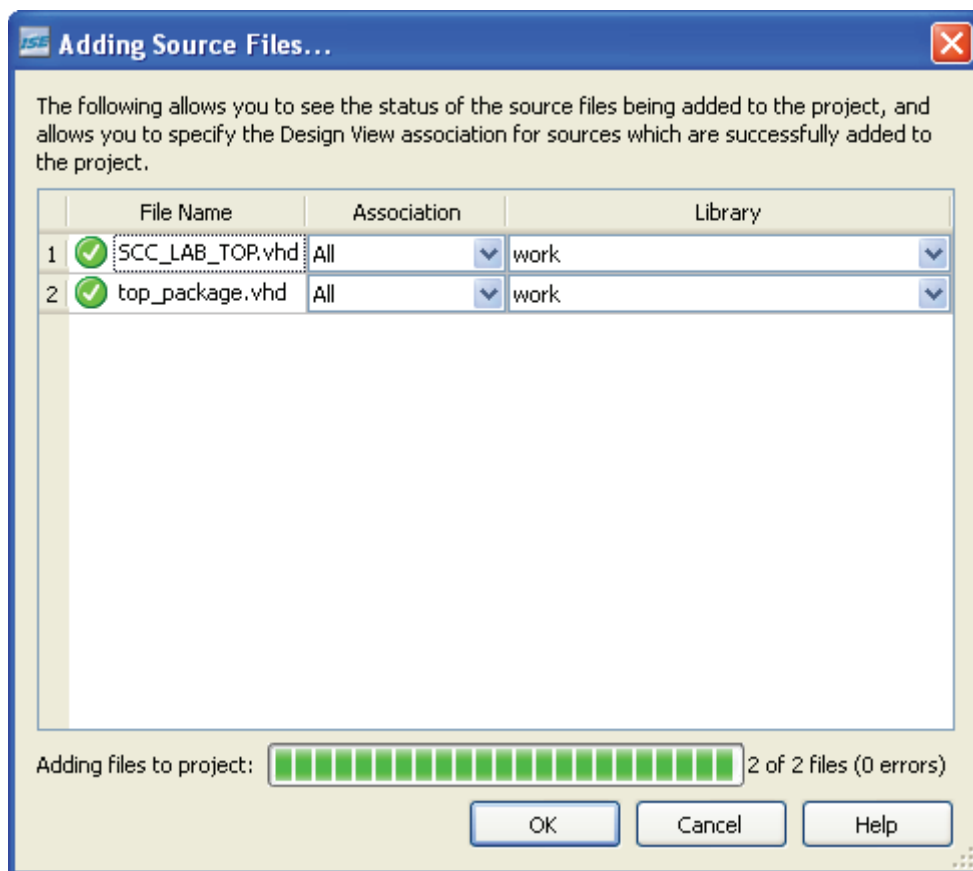 ISE Adding Source Files...
The following allows you to see the status of the source files being added to the project, and
allows you to specify the Design View association for sources which are successfully added to
the project.
File Name Association Library
1 SCC_LAB_TOP.vhd All work
2 top_package.vhd All work
Adding files to project: 2 of 2 files (0 errors)
OK Cancel Help